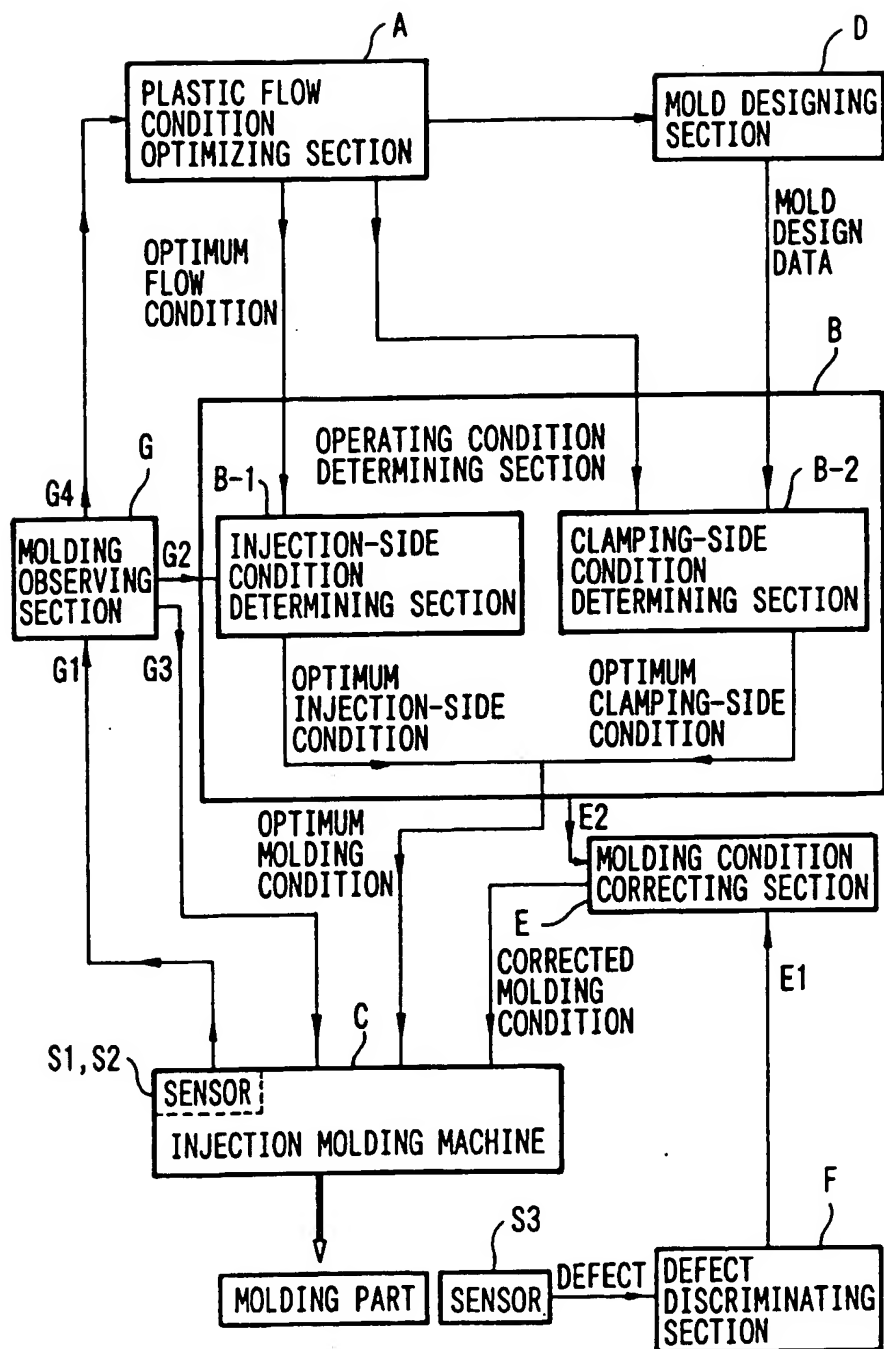 A
D
PLASTIC FLOW
CONDITION
OPTIMIZING SECTION
MOLD DESIGNING
SECTION
OPTIMUM
FLOW
CONDITION
MOLD
DESIGN
DATA
B
OPERATING CONDITION
DETERMINING SECTION
G
G4
B-1
B-2
MOLDING
OBSERVING
SECTION
G2
INJECTION-SIDE
CONDITION
DETERMINING SECTION
CLAMPING-SIDE
CONDITION
DETERMINING SECTION
G1
G3
OPTIMUM
INJECTION-SIDE
CONDITION
OPTIMUM
CLAMPING-SIDE
CONDITION
OPTIMUM
MOLDING
CONDITION
E2
MOLDING CONDITION
CORRECTING SECTION
E
CORRECTED
MOLDING
CONDITION
E1
C
S1, S2
SENSOR
INJECTION MOLDING MACHINE
F
S3
MOLDING PART
SENSOR
DEFECT
DEFECT
DISCRIMINATING
SECTION